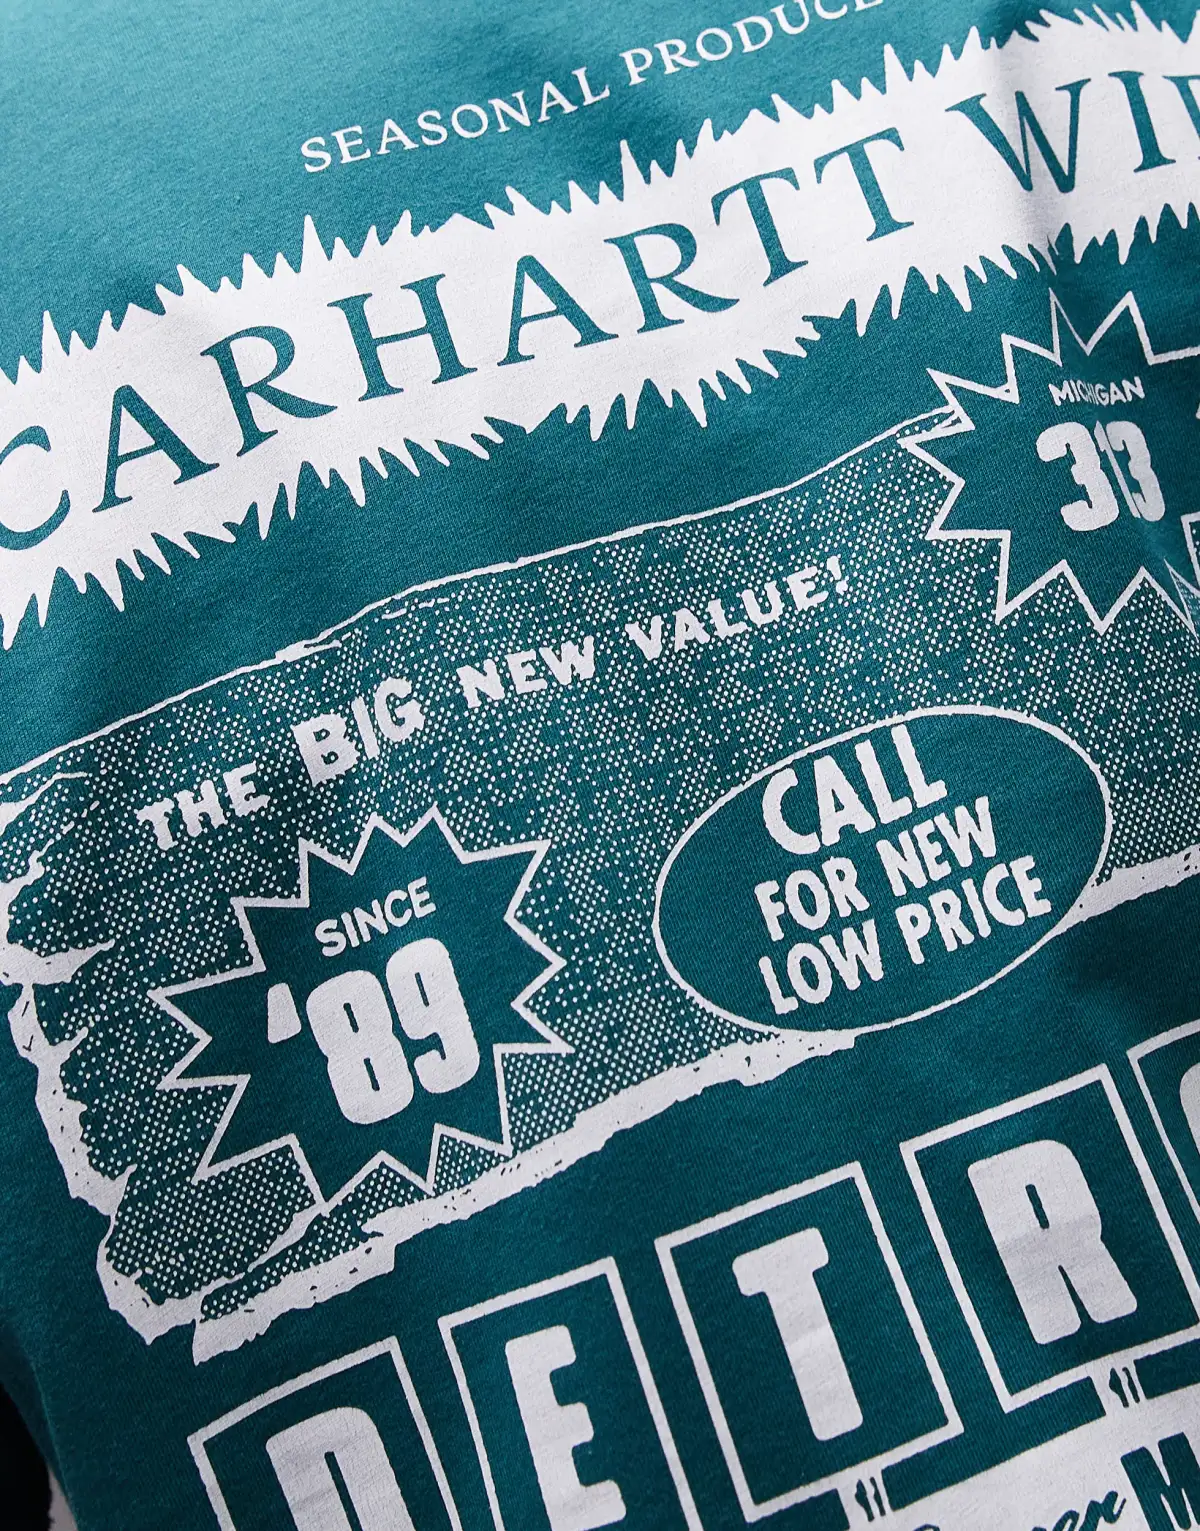 SEASONAL PRODUCE
CARHARTT WI
MICHIGAN
313
THE BIG NEW VALUE!
CALL
FOR NEW
LOW PRICE
SINCE
'89
DETR